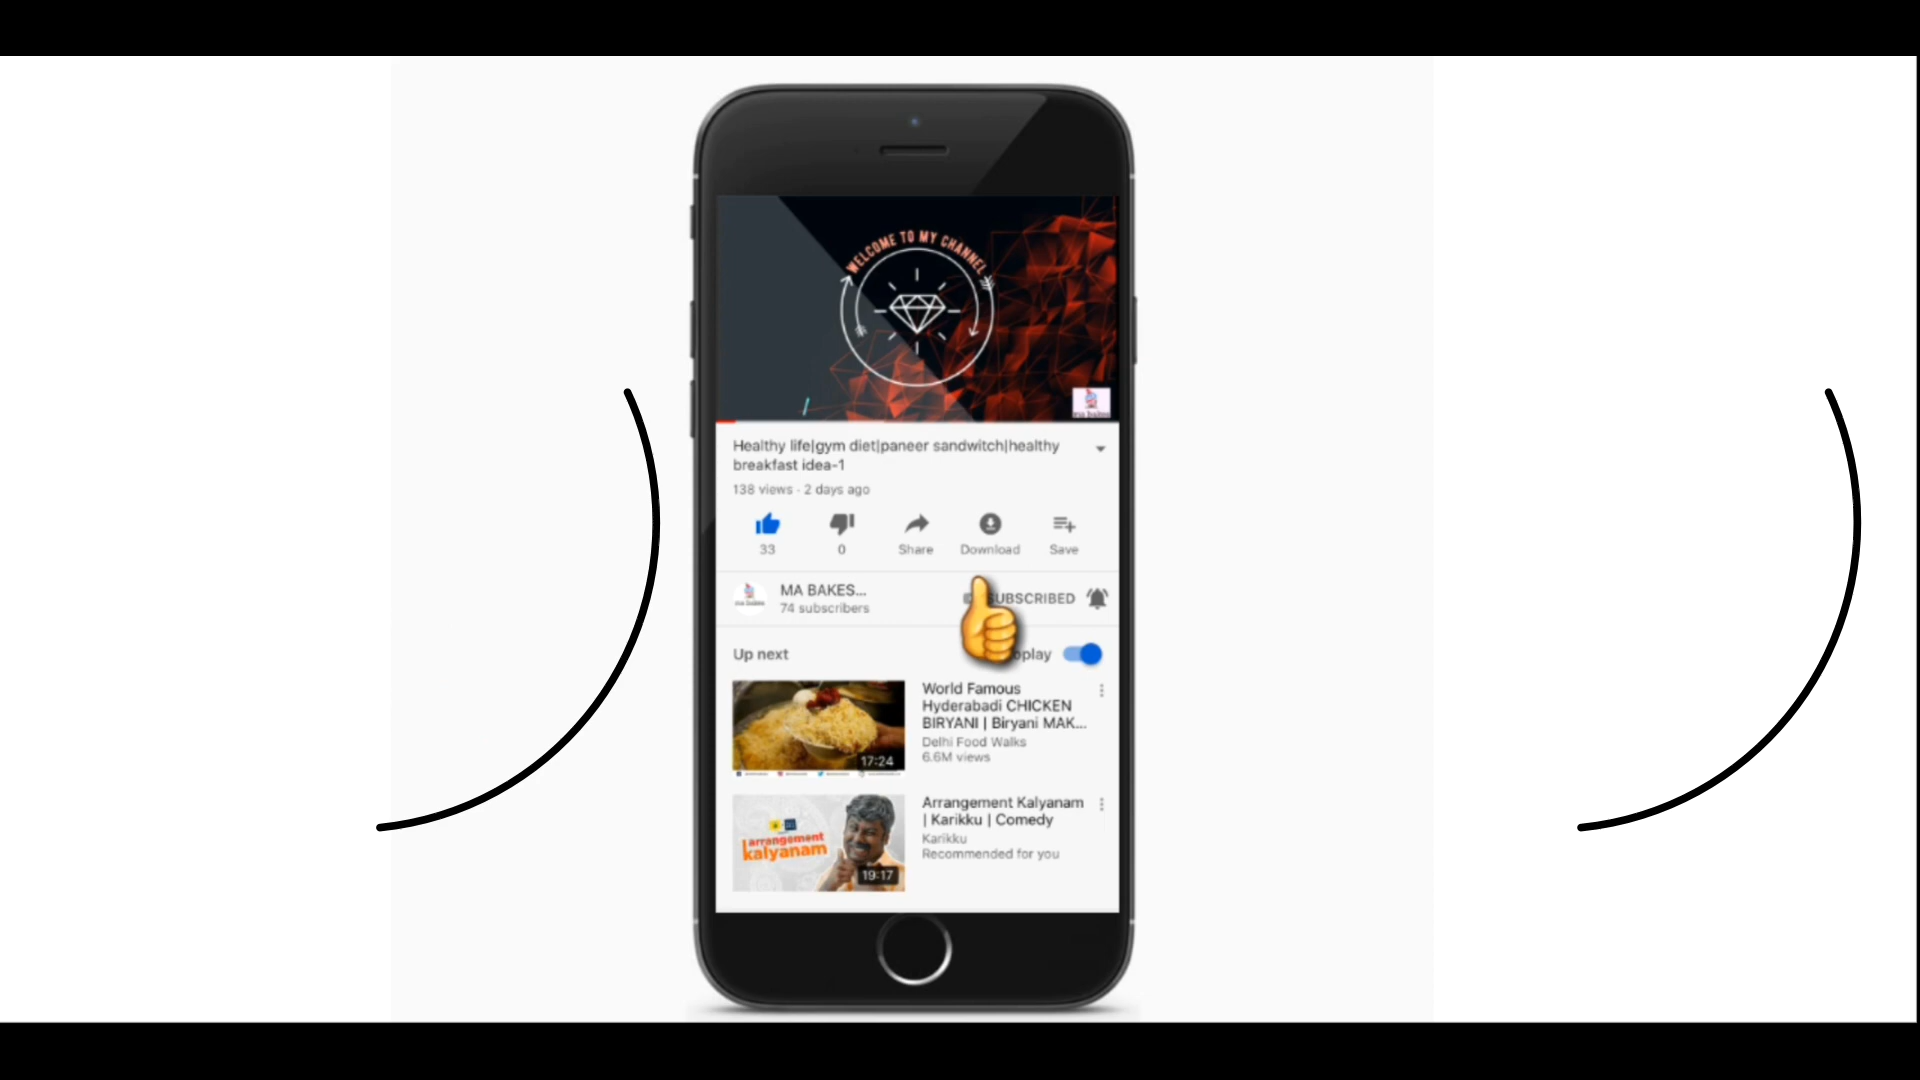 WELCOME TO MY CHANNEL
Healthy life|gym diet|paneer sandwitch|healthy
breakfast idea-1
138 views · 2 days ago
33
0
Share
Download
Save
MA BAKES...
74 subscribers
SUBSCRIBED
Up next
oplay
17:24
World Famous
Hyderabadi CHICKEN
BIRYANI | Biryani MAK...
Delhi Food Walks
6.6M views
arrangement
kalyanam
19:17
Arrangement Kalyanam
| Karikku | Comedy
Karikku
Recommended for you